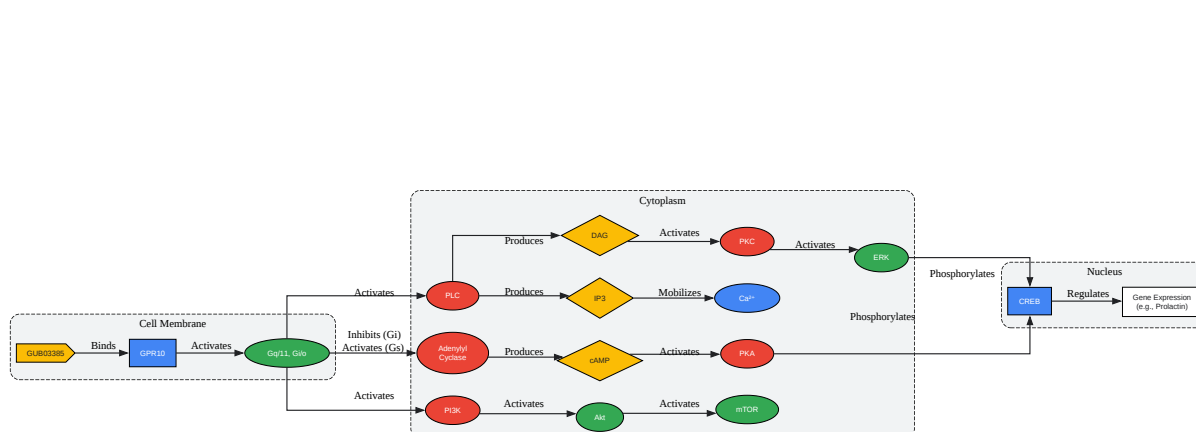 Cytoplasm
DAG
Produces
Activates
PKC
Activates
ERK
Phosphorylates
Nucleus
Activates
PLC
Produces
IP3
Mobilizes
Ca²⁺
CREB
Regulates
Gene Expression
(e.g., Prolactin)
Phosphorylates
Cell Membrane
GUB03385
Binds
GPR10
Activates
Gq/11, Gi/o
Inhibits (Gi)
Activates (Gs)
Adenylyl
Cyclase
Produces
cAMP
Activates
PKA
Activates
PI3K
Activates
Akt
Activates
mTOR